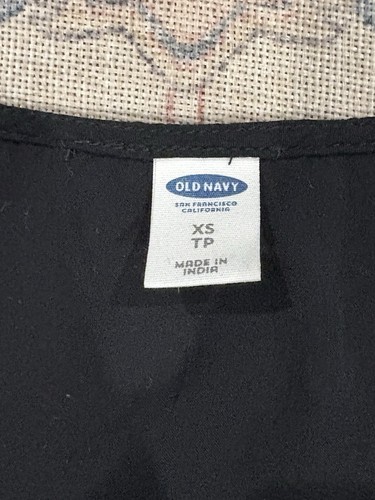 OLD NAVY
SAN FRANCISCO
CALIFORNIA
XS
TP
MADE IN
INDIA